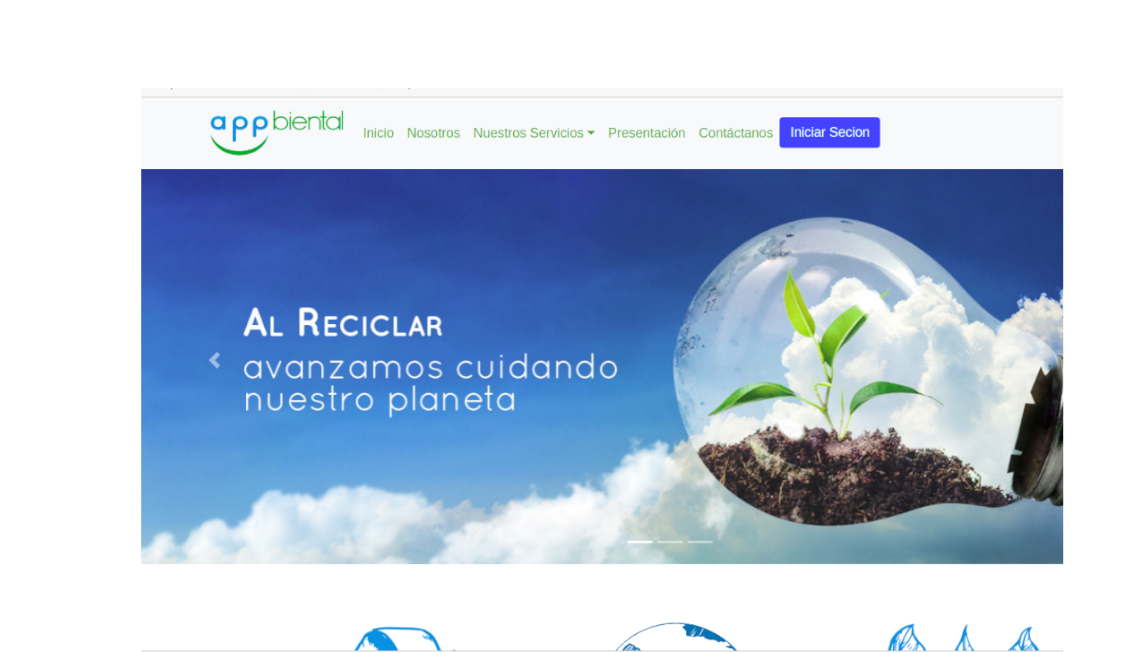 appbiental
Inicio Nosotros Nuestros Servicios Presentación Contáctanos Iniciar Secion
Al Reciclar
avanzamos cuidando
nuestro planeta